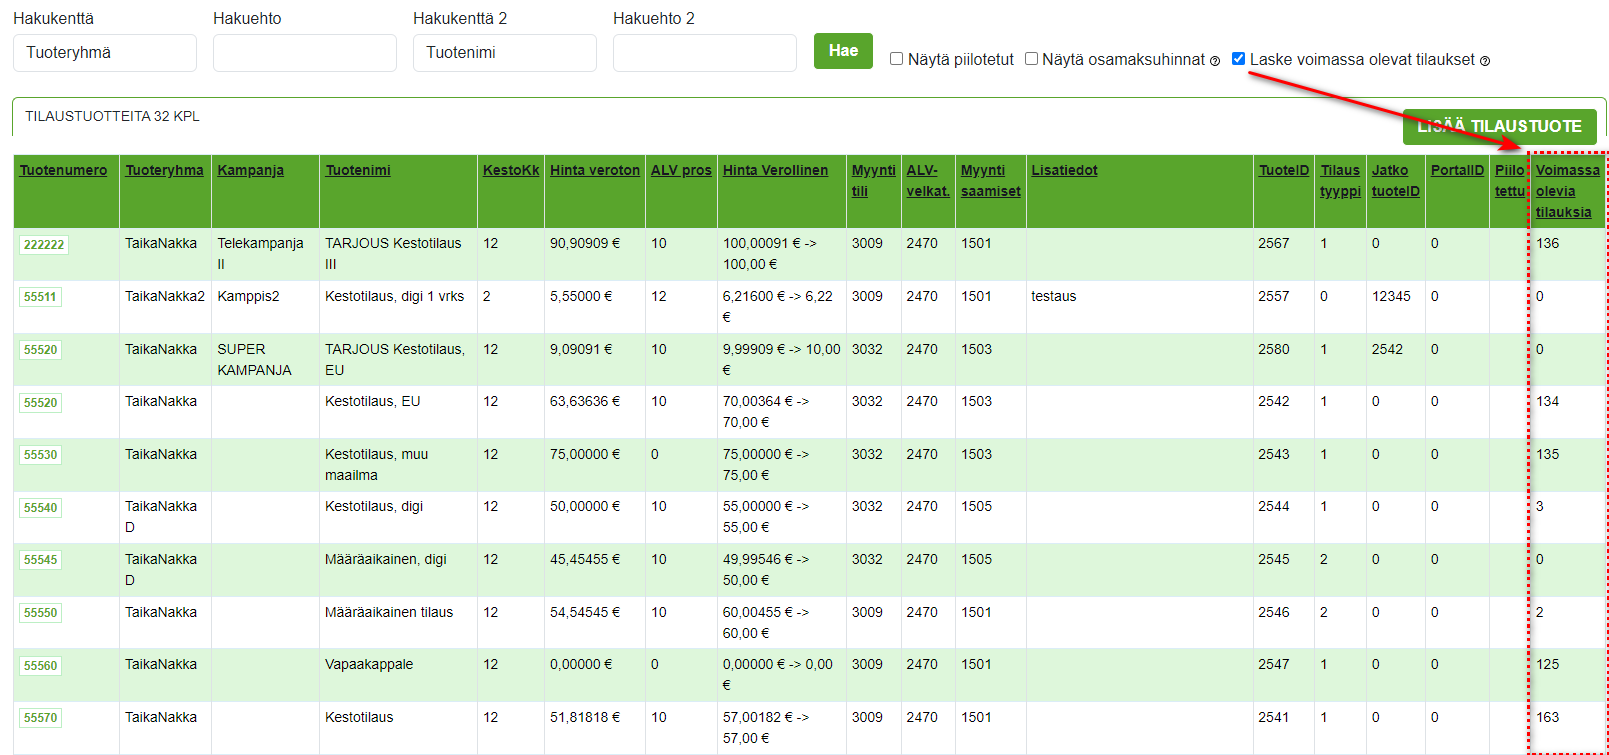 Hakukenttä Hakuehto Hakukenttä 2 Hakuehto 2
Tuoteryhmä Tuotenimi Hae Näytä piilotetut Näytä osamaksuhinnat Laske voimassa olevat tilaukset
TILAUSTUOTTEITA 32 KPL
LISÄÄ TILAUSTUOTE
Tuotenumero Tuoteryhma Kampanja Tuotenimi KestoKk Hinta veroton ALV pros Hinta Verollinen Myynti ALV- Myynti Lisatiedot TuoteID Tilaus Jatko PortalID Piilo Voimassa
tili velkat. saamiset tyyppi tuoteID tettu olevia
tilauksia
222222 TaikaNakka Telekampanja TARJOUS Kestotilaus 12 90,90909 € 10 100,00091 € -> 3009 2470 1501 2567 1 0 0 136
II III 100,00 €
55511 TaikaNakka2 Kamppis2 Kestotilaus, digi 1 vrks 2 5,55000 € 12 6,21600 € -> 6,22 3009 2470 1501 testaus 2557 0 12345 0 0
€
55520 TaikaNakka SUPER TARJOUS Kestotilaus, 12 9,09091 € 10 9,99909 € -> 10,00 3032 2470 1503 2580 1 2542 0 0
KAMPANJA EU €
55520 TaikaNakka Kestotilaus, EU 12 63,63636 € 10 70,00364 € -> 3032 2470 1503 2542 1 0 0 134
70,00 €
55530 TaikaNakka Kestotilaus, muu 12 75,00000 € 0 75,00000 € -> 3032 2470 1503 2543 1 0 0 135
maailma 75,00 €
55540 TaikaNakka Kestotilaus, digi 12 50,00000 € 10 55,00000 € -> 3032 2470 1505 2544 1 0 0 3
D 55,00 €
55545 TaikaNakka Määräaikainen, digi 12 45,45455 € 10 49,99546 € -> 3032 2470 1505 2545 2 0 0 0
D 50,00 €
55550 TaikaNakka Määräaikainen tilaus 12 54,54545 € 10 60,00455 € -> 3009 2470 1501 2546 2 0 0 2
60,00 €
55560 TaikaNakka Vapaakappale 12 0,00000 € 0 0,00000 € -> 0,00 3009 2470 1501 2547 1 0 0 125
€
55570 TaikaNakka Kestotilaus 12 51,81818 € 10 57,00182 € -> 3009 2470 1501 2541 1 0 0 163
57,00 €